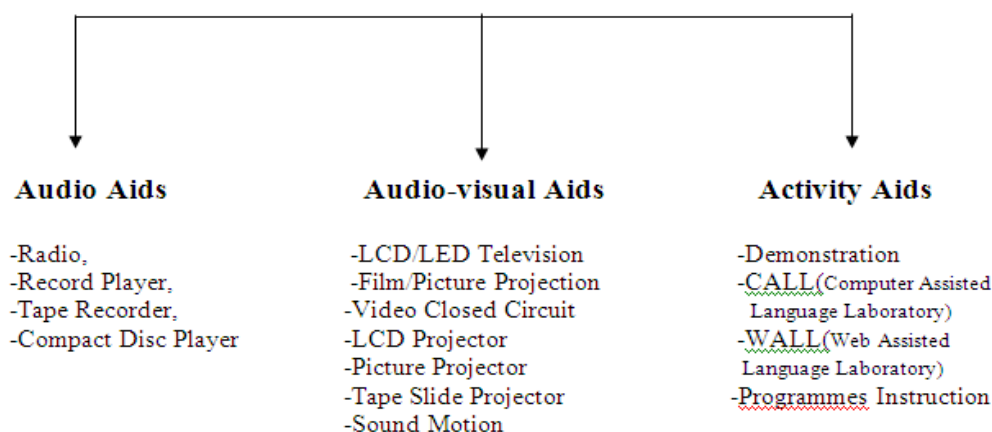 Audio Aids
-Radio,
-Record Player,
-Tape Recorder,
-Compact Disc Player
Audio-visual Aids
-LCD/LED Television
-Film/Picture Projection
-Video Closed Circuit
-LCD Projector
-Picture Projector
-Tape Slide Projector
-Sound Motion
Activity Aids
-Demonstration
-CALL(Computer Assisted
Language Laboratory)
-WALL(Web Assisted
Language Laboratory)
-Programmes Instruction